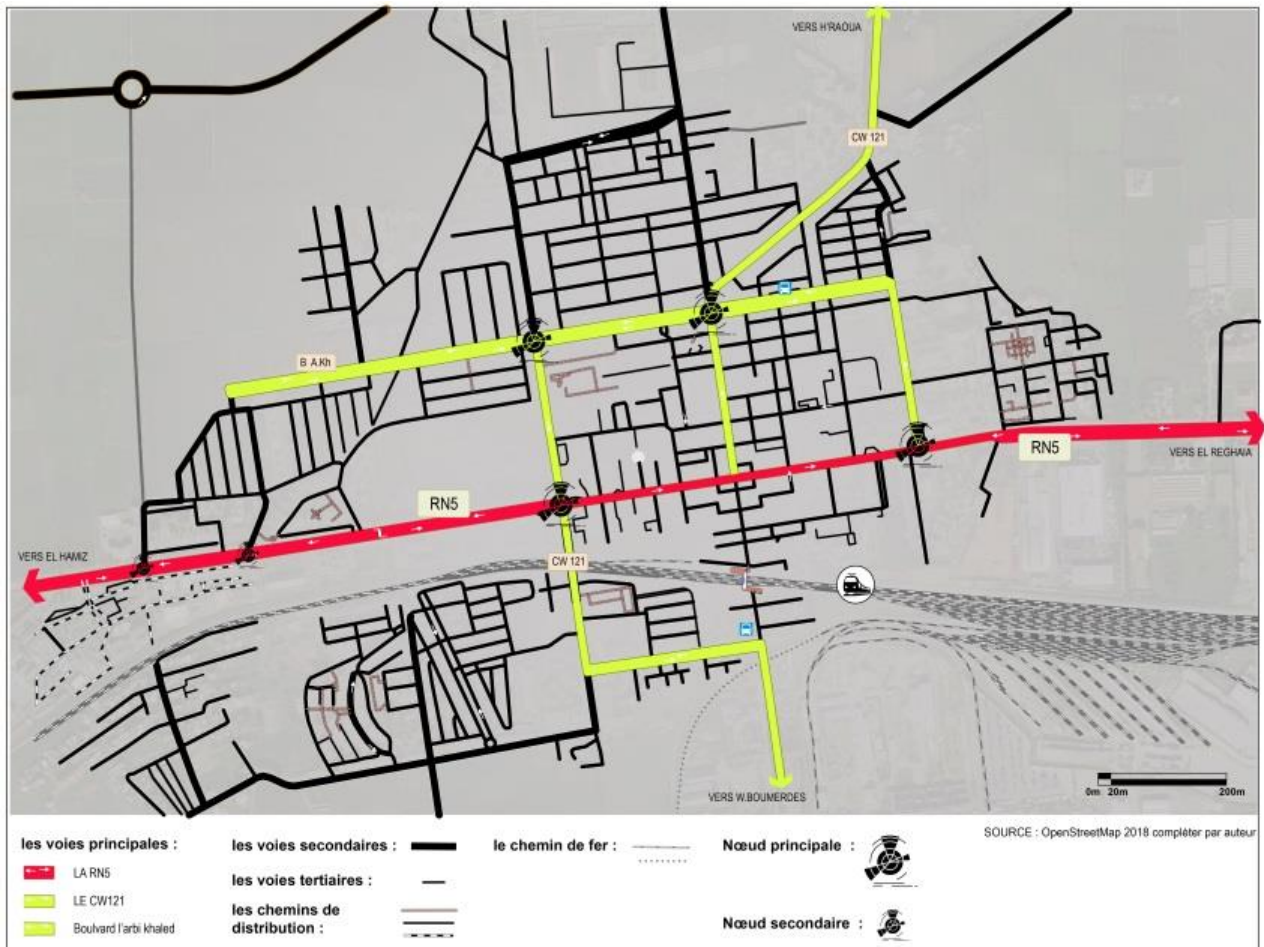 VERS H'RAOUA
CW 121
B A.Kh
RN5
VERS EL REGHAIA
RN5
VERS EL HAMIZ
CW 121
VERS W.BOUMERDES
0m 20m 200m
SOURCE : OpenStreetMap 2018 complèter par auteur
les voies principales :
LA RN5
LE CW121
Boulvard l'arbi khaled
les voies secondaires :
les voies tertiaires :
les chemins de
distribution :
le chemin de fer :
Nœud principale :
Nœud secondaire :